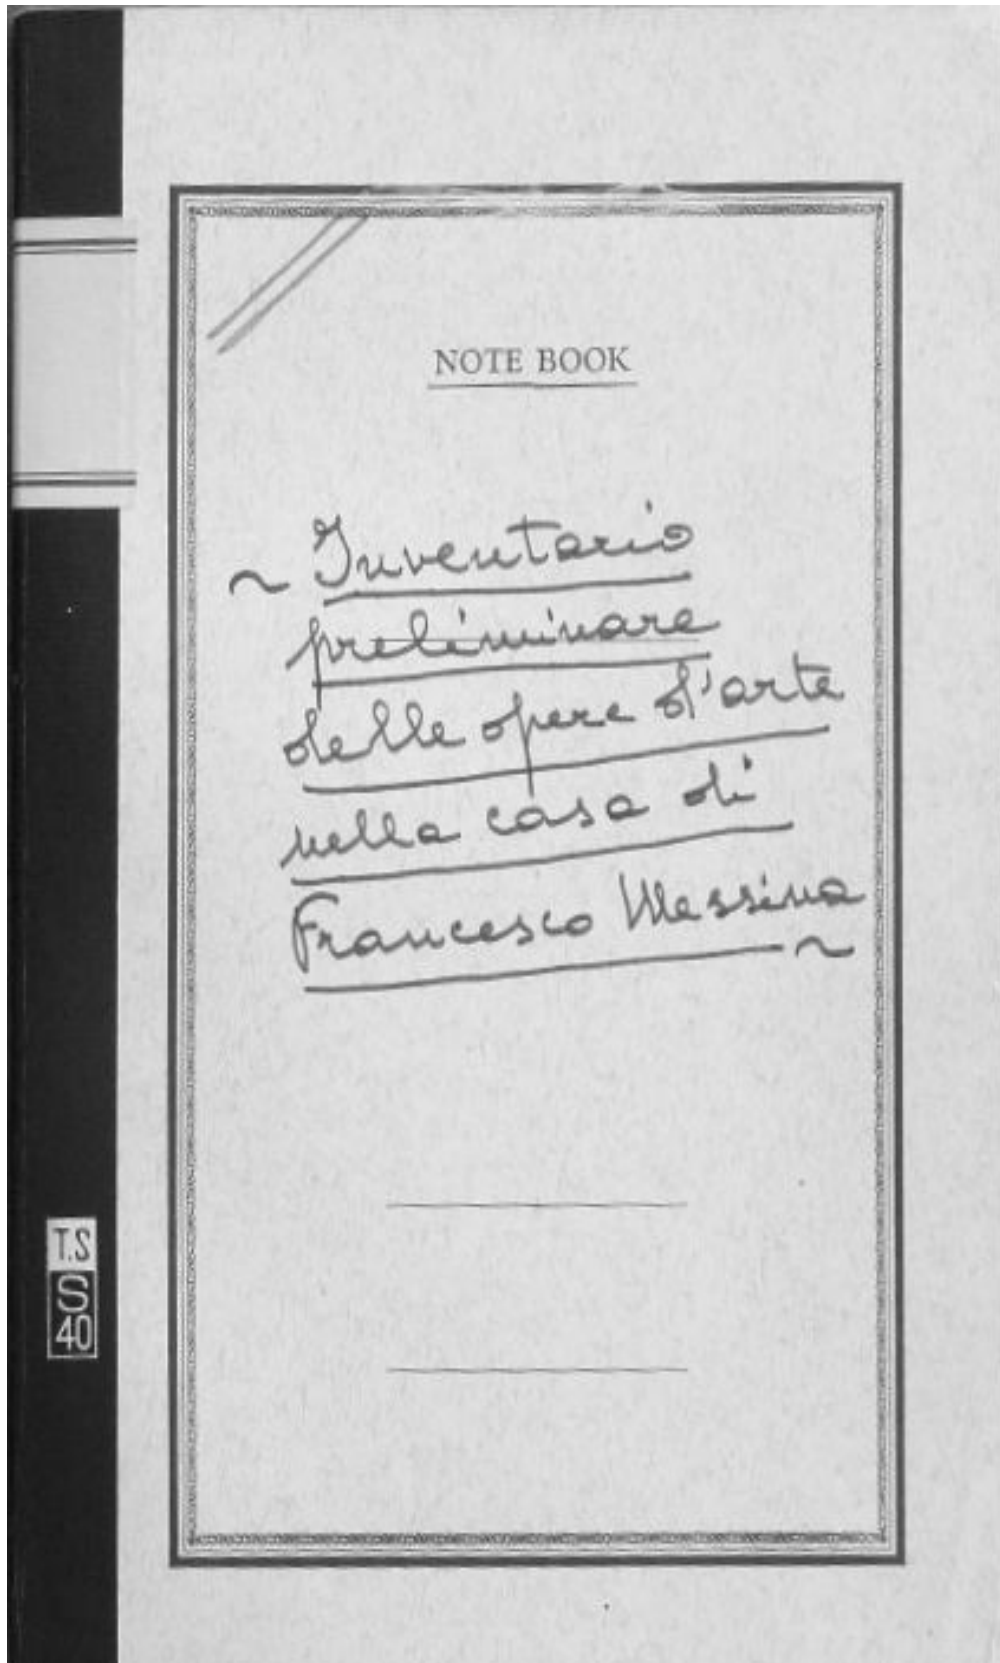 NOTE BOOK
~ Inventario
preliminare
delle opere d'arte
nella casa di
Francesco Messina ~
T.S
S
40